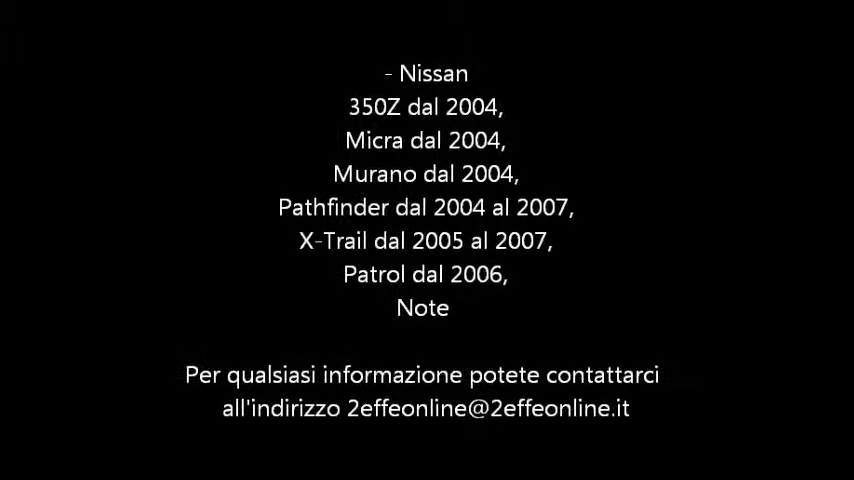 - Nissan
350Z dal 2004,
Micra dal 2004,
Murano dal 2004,
Pathfinder dal 2004 al 2007,
X-Trail dal 2005 al 2007,
Patrol dal 2006,
Note
Per qualsiasi informazione potete contattarci
all'indirizzo 2effeonline@2effeonline.it